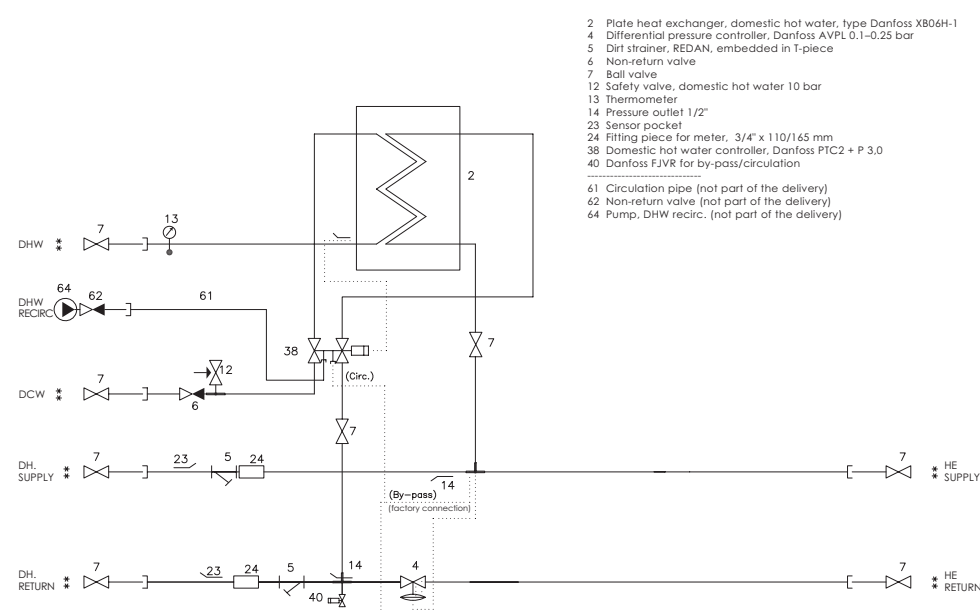 2 Plate heat exchanger, domestic hot water, type Danfoss XB06H-1
4 Differential pressure controller, Danfoss AVPL 0.1–0.25 bar
5 Dirt strainer, REDAN, embedded in T-piece
6 Non-return valve
7 Ball valve
12 Safety valve, domestic hot water 10 bar
13 Thermometer
14 Pressure outlet 1/2"
23 Sensor pocket
24 Fitting piece for meter, 3/4" x 110/165 mm
38 Domestic hot water controller, Danfoss PTC2 + P 3,0
40 Danfoss FJVR for by-pass/circulation
------------------------------
61 Circulation pipe (not part of the delivery)
62 Non-return valve (not part of the delivery)
64 Pump, DHW recirc. (not part of the delivery)
2
13
7
DHW **
64
62
61
DHW
RECIRC
38
7
12
(Circ.)
7
DCW **
6
7
7
23
5
24
7
DH.
SUPPLY **
HE
** SUPPLY
14
(By-pass)
(factory connection)
7
23
24
5
14
4
7
DH.
RETURN **
40
HE
** RETURN